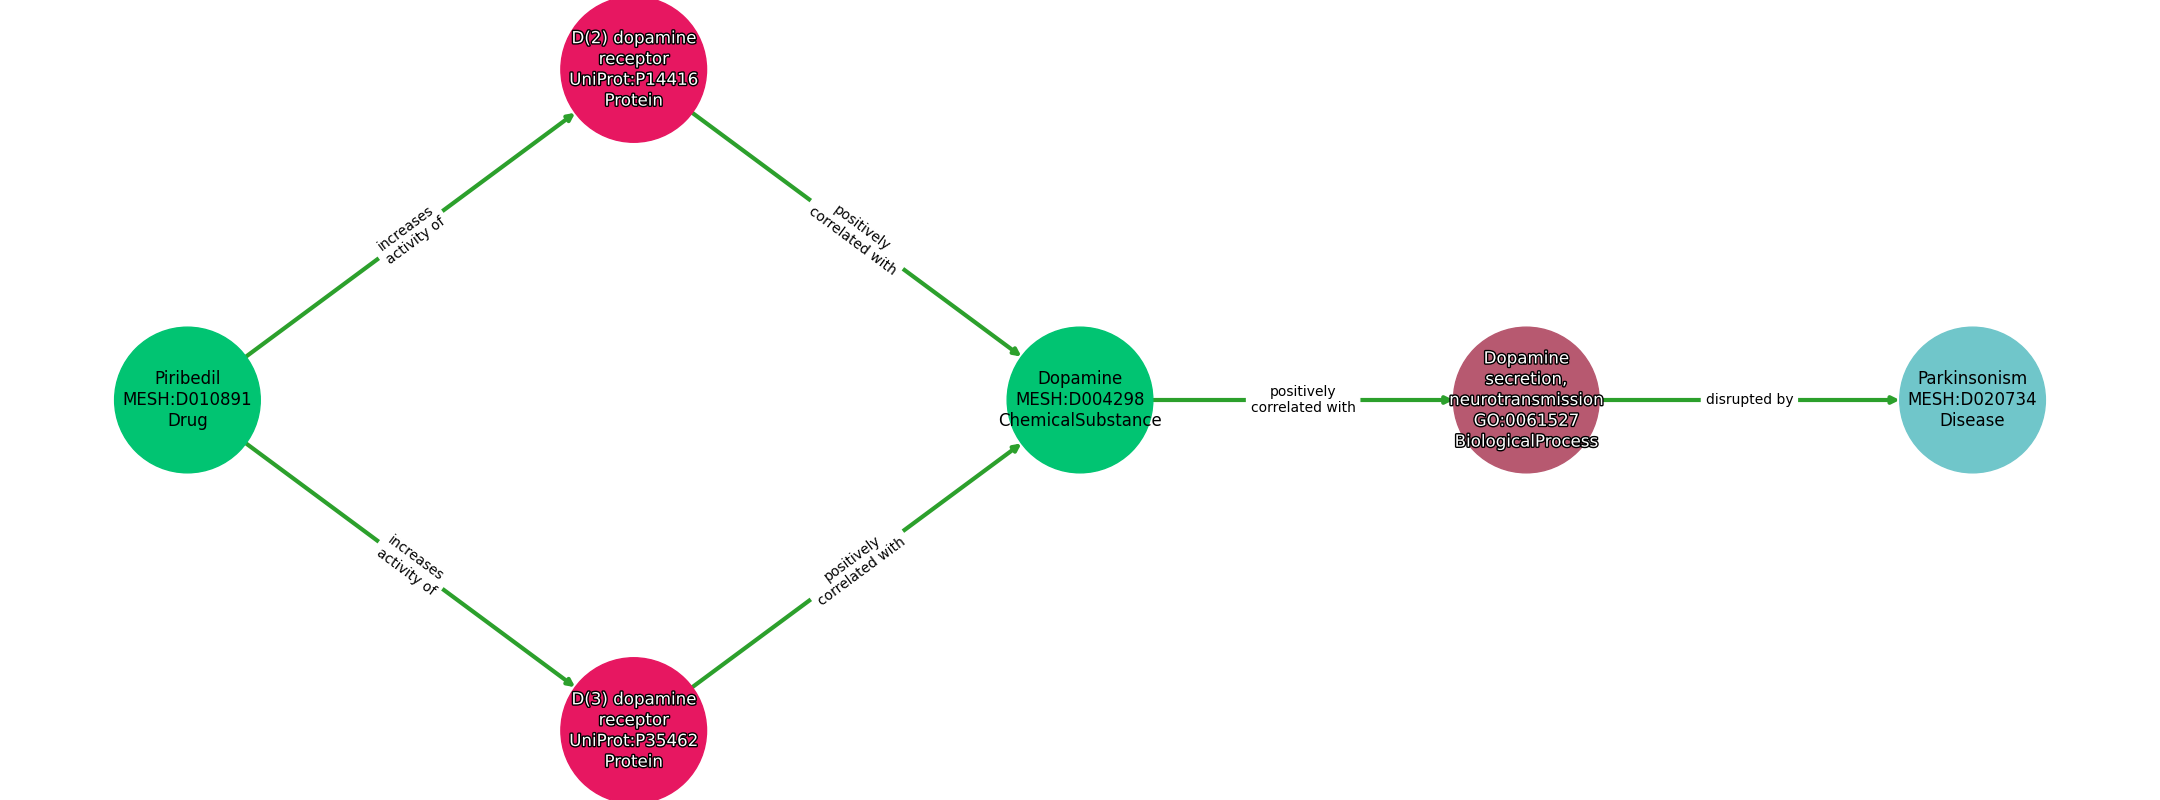 D(2) dopamine
receptor
UniProt:P14416
Protein
increases
activity of
positively
correlated with
Piribedil
MESH:D010891
Drug
Dopamine
MESH:D004298
ChemicalSubstance
positively
correlated with
Dopamine
secretion,
neurotransmission
GO:0061527
BiologicalProcess
disrupted by
Parkinsonism
MESH:D020734
Disease
increases
activity of
positively
correlated with
D(3) dopamine
receptor
UniProt:P35462
Protein